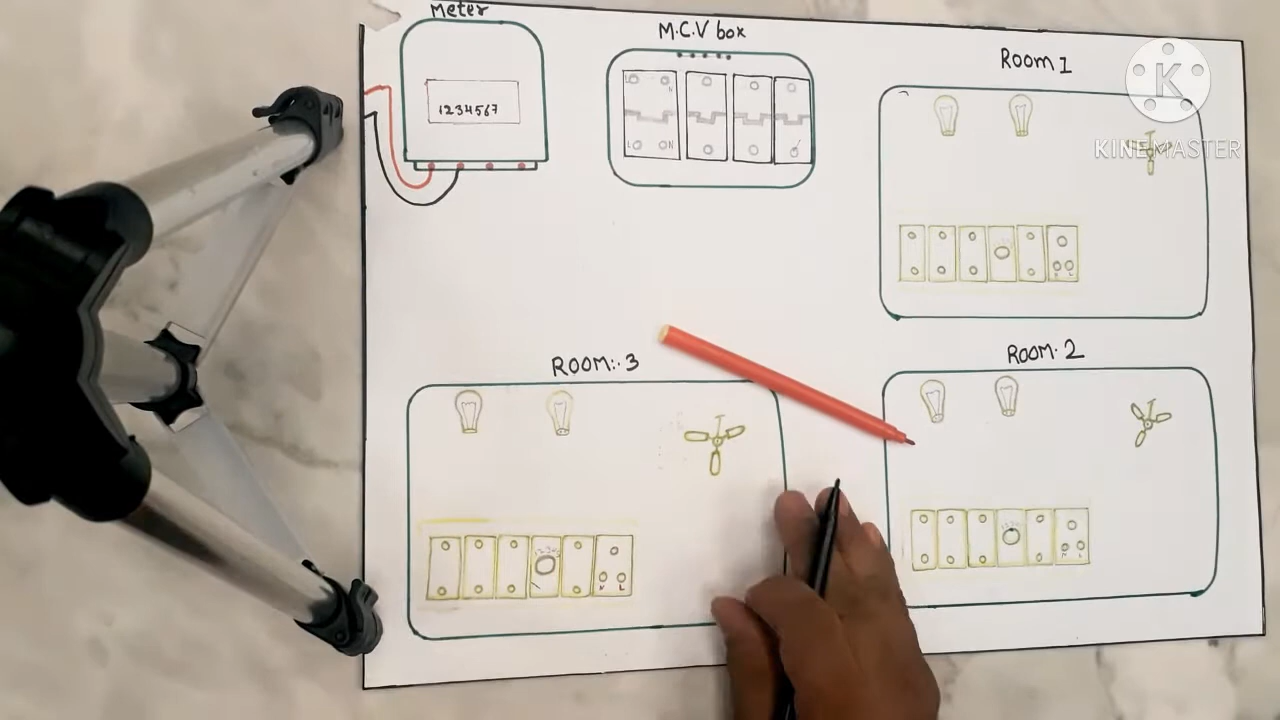 Meter
M.C.V box
Room 1
K
KINEMASTER
1234567
L N
L N
ROOM:. 3
ROOM. 2
N L